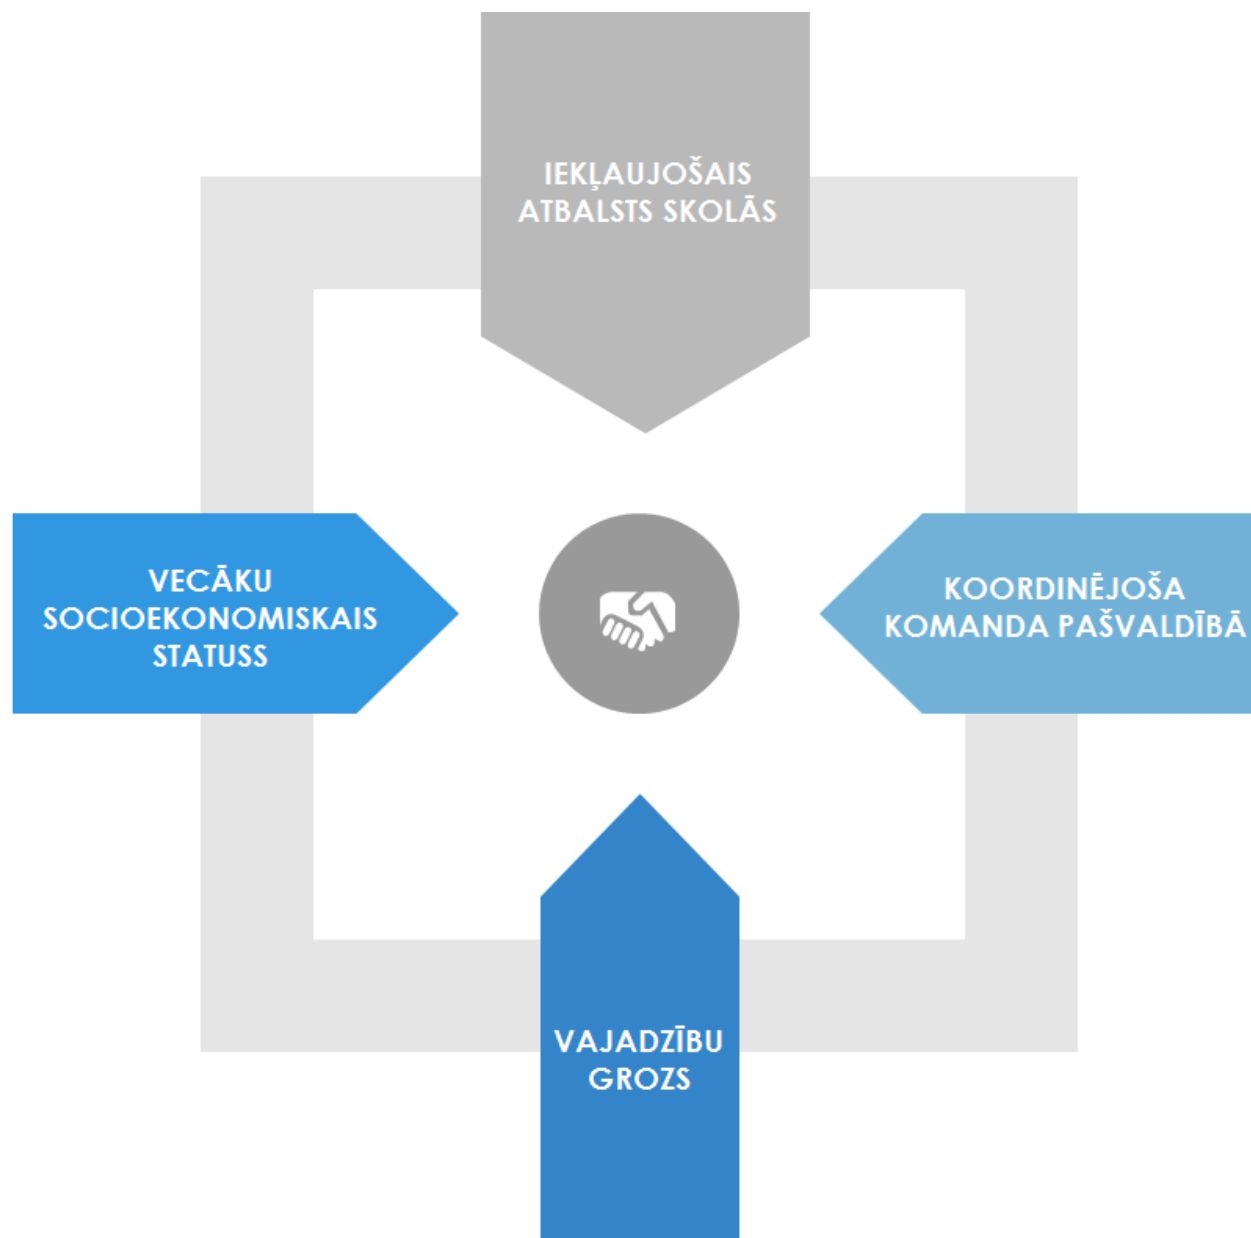 IEKĻAUJOŠAIS
ATBALSTS SKOLĀS
VECĀKU
SOCIOEKONOMISKAIS
STATUSS
KOORDINĒJOŠA
KOMANDA PAŠVALDĪBĀ
VAJADZĪBU
GROZS